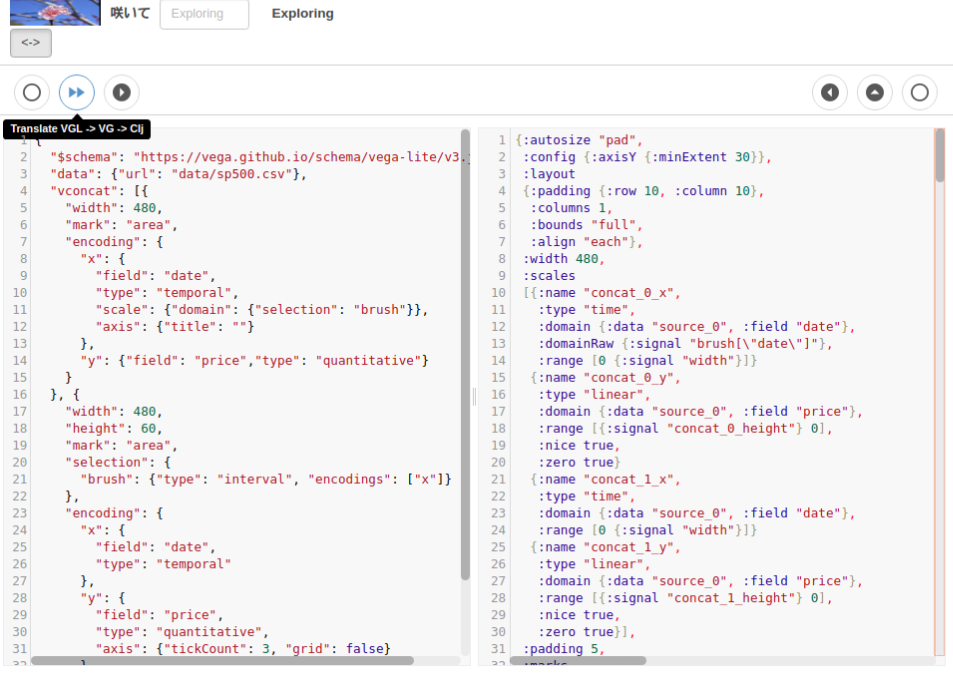 咲いて Exploring Exploring
<->
Translate VGL -> VG -> Clj
1 {
2 "$schema": "https://vega.github.io/schema/vega-lite/v3.
3 "data": {"url": "data/sp500.csv"},
4 "vconcat": [{
5 "width": 480,
6 "mark": "area",
7 "encoding": {
8 "x": {
9 "field": "date",
10 "type": "temporal",
11 "scale": {"domain": {"selection": "brush"}},
12 "axis": {"title": ""}
13 },
14 "y": {"field": "price","type": "quantitative"}
15 }
16 }, {
17 "width": 480,
18 "height": 60,
19 "mark": "area",
20 "selection": {
21 "brush": {"type": "interval", "encodings": ["x"]}
22 },
23 "encoding": {
24 "x": {
25 "field": "date",
26 "type": "temporal"
27 },
28 "y": {
29 "field": "price",
30 "type": "quantitative",
31 "axis": {"tickCount": 3, "grid": false}
32 }
1 {:autosize "pad",
2 :config {:axisY {:minExtent 30}},
3 :layout
4 {:padding {:row 10, :column 10},
5 :columns 1,
6 :bounds "full",
7 :align "each"},
8 :width 480,
9 :scales
10 [{:name "concat_0_x",
11 :type "time",
12 :domain {:data "source_0", :field "date"},
13 :domainRaw {:signal "brush[\"date\"]"},
14 :range [0 {:signal "width"}]}
15 {:name "concat_0_y",
16 :type "linear",
17 :domain {:data "source_0", :field "price"},
18 :range [{:signal "concat_0_height"} 0],
19 :nice true,
20 :zero true}
21 {:name "concat_1_x",
22 :type "time",
23 :domain {:data "source_0", :field "date"},
24 :range [0 {:signal "width"}]}
25 {:name "concat_1_y",
26 :type "linear",
27 :domain {:data "source_0", :field "price"},
28 :range [{:signal "concat_1_height"} 0],
29 :nice true,
30 :zero true}],
31 :padding 5,
32 :marks